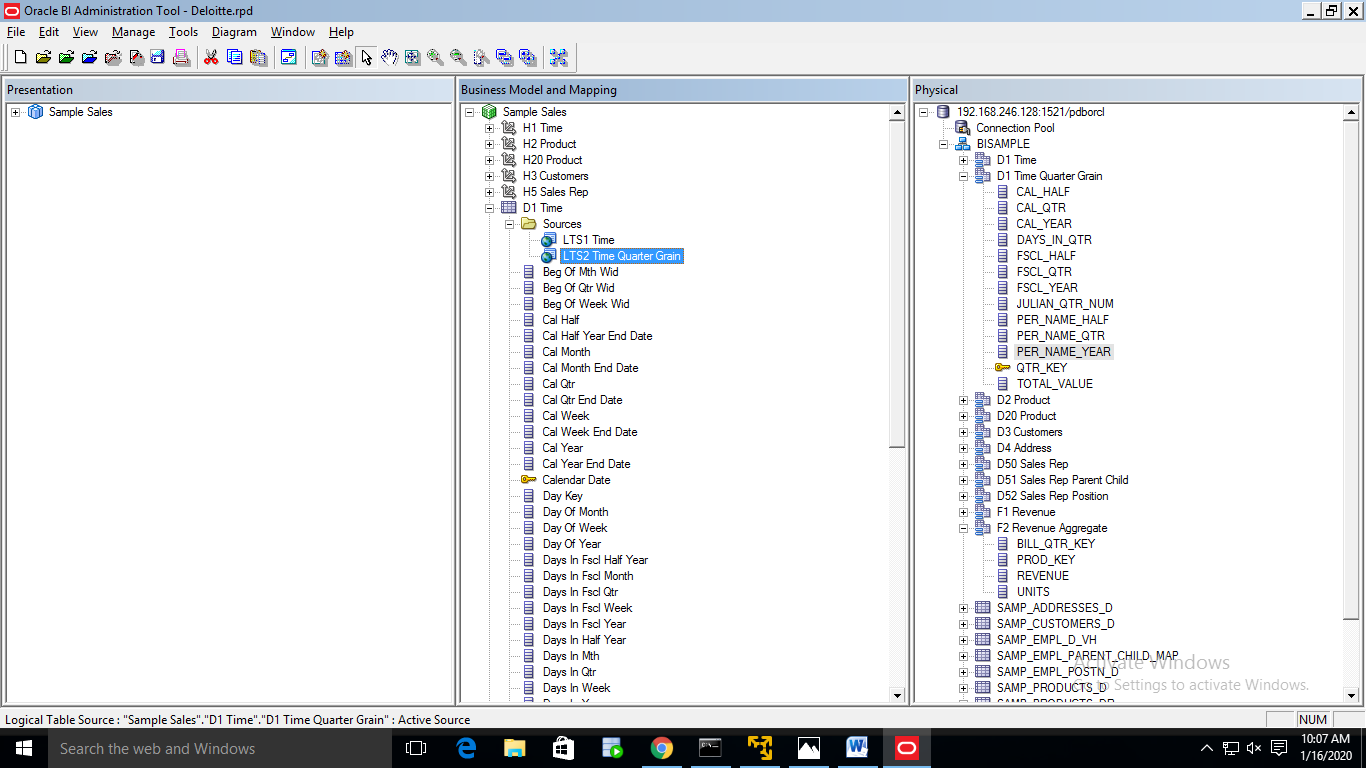 Oracle BI Administration Tool - Deloitte.rpd
File Edit View Manage Tools Diagram Window Help
Presentation
Sample Sales
Business Model and Mapping
Sample Sales
H1 Time
H2 Product
H20 Product
H3 Customers
H5 Sales Rep
D1 Time
Sources
LTS1 Time
LTS2 Time Quarter Grain
Beg Of Mth Wid
Beg Of Qtr Wid
Beg Of Week Wid
Cal Half
Cal Half Year End Date
Cal Month
Cal Month End Date
Cal Qtr
Cal Qtr End Date
Cal Week
Cal Week End Date
Cal Year
Cal Year End Date
Calendar Date
Day Key
Day Of Month
Day Of Week
Day Of Year
Days In Fscl Half Year
Days In Fscl Month
Days In Fscl Qtr
Days In Fscl Week
Days In Fscl Year
Days In Half Year
Days In Mth
Days In Qtr
Days In Week
Physical
192.168.246.128:1521/pdborcl
Connection Pool
BISAMPLE
D1 Time
D1 Time Quarter Grain
CAL_HALF
CAL_QTR
CAL_YEAR
DAYS_IN_QTR
FSCL_HALF
FSCL_QTR
FSCL_YEAR
JULIAN_QTR_NUM
PER_NAME_HALF
PER_NAME_QTR
PER_NAME_YEAR
QTR_KEY
TOTAL_VALUE
D2 Product
D20 Product
D3 Customers
D4 Address
D50 Sales Rep
D51 Sales Rep Parent Child
D52 Sales Rep Position
F1 Revenue
F2 Revenue Aggregate
BILL_QTR_KEY
PROD_KEY
REVENUE
UNITS
SAMP_ADDRESSES_D
SAMP_CUSTOMERS_D
SAMP_EMPL_D_VH
SAMP_EMPL_PARENT_CHILD_MAP
SAMP_EMPL_POSTN_D
SAMP_PRODUCTS_D
Activate Windows
Go to Settings to activate Windows.
Logical Table Source : "Sample Sales"."D1 Time"."D1 Time Quarter Grain" : Active Source
NUM
Search the web and Windows
10:07 AM
1/16/2020